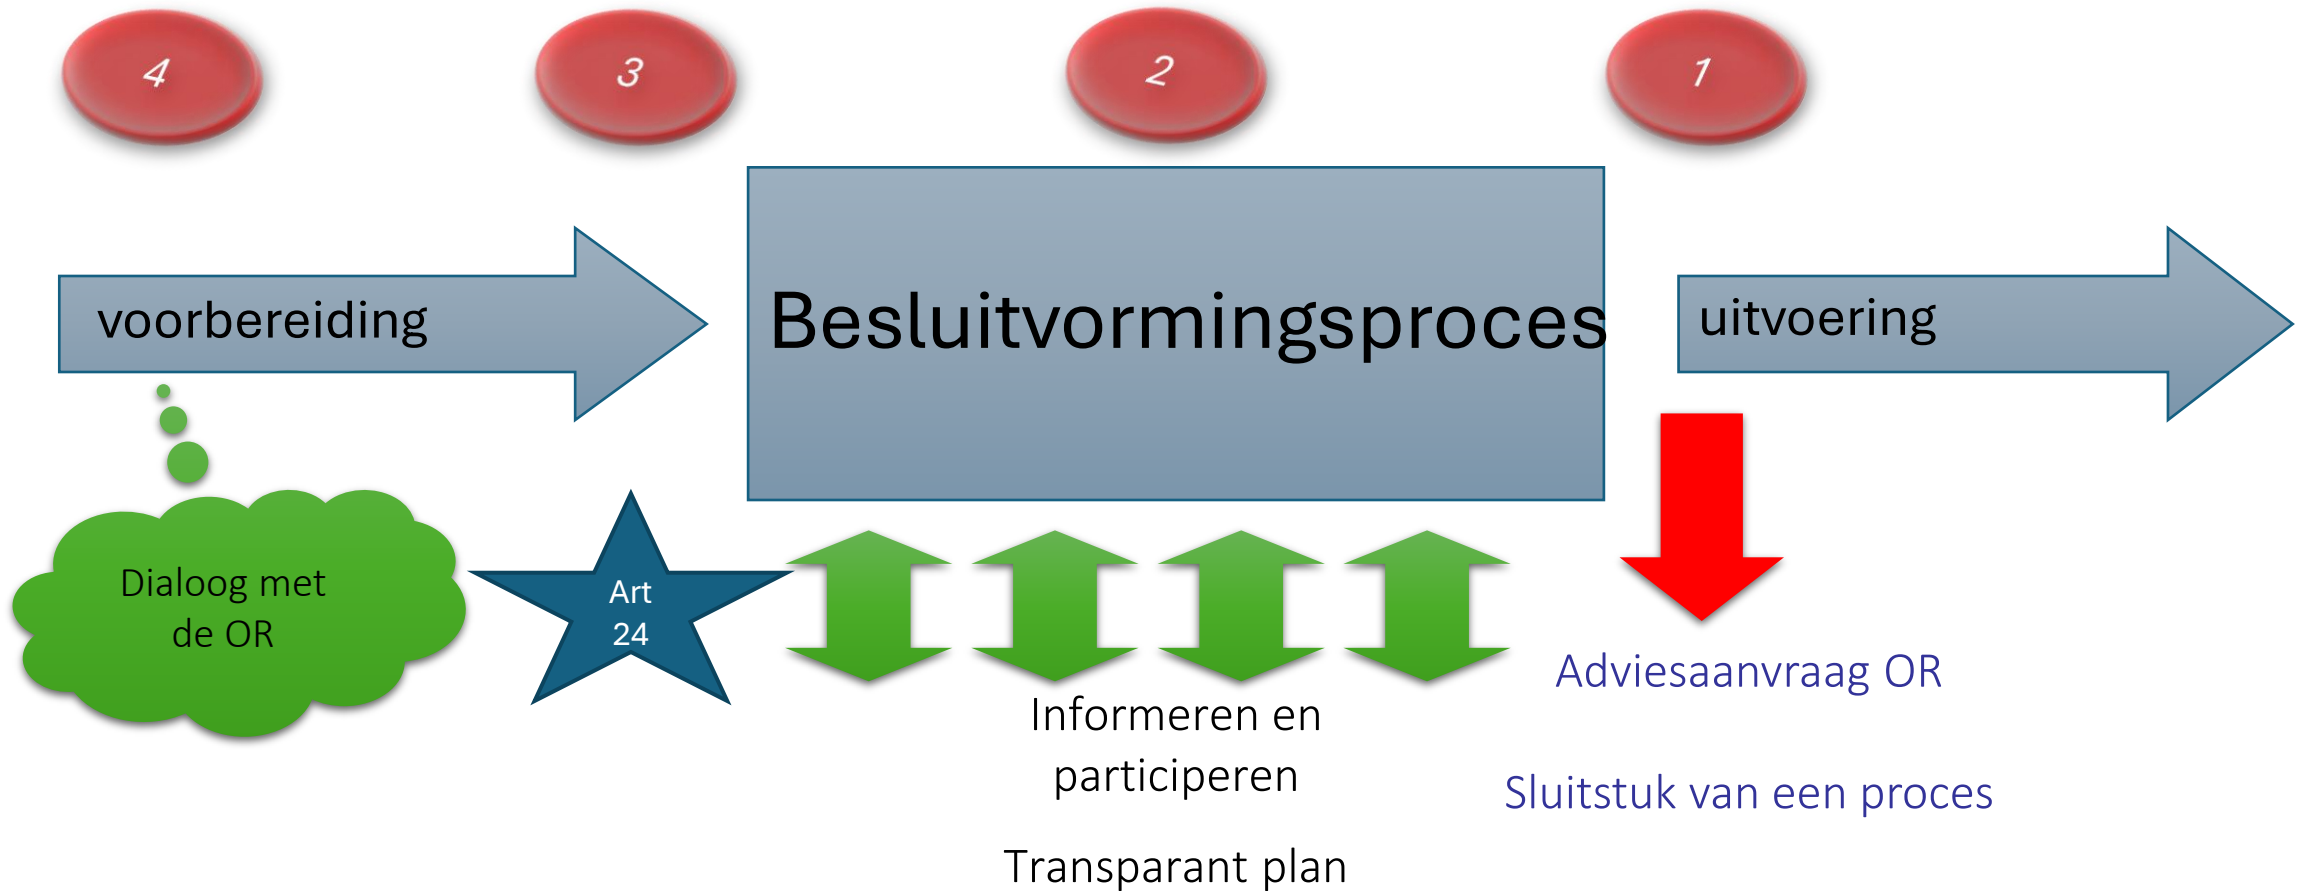 4
3
2
1
voorbereiding
Besluitvormingsproces
uitvoering
Dialoog met
de OR
Art
24
Informeren en
participeren
Transparant plan
Adviesaanvraag OR
Sluitstuk van een proces